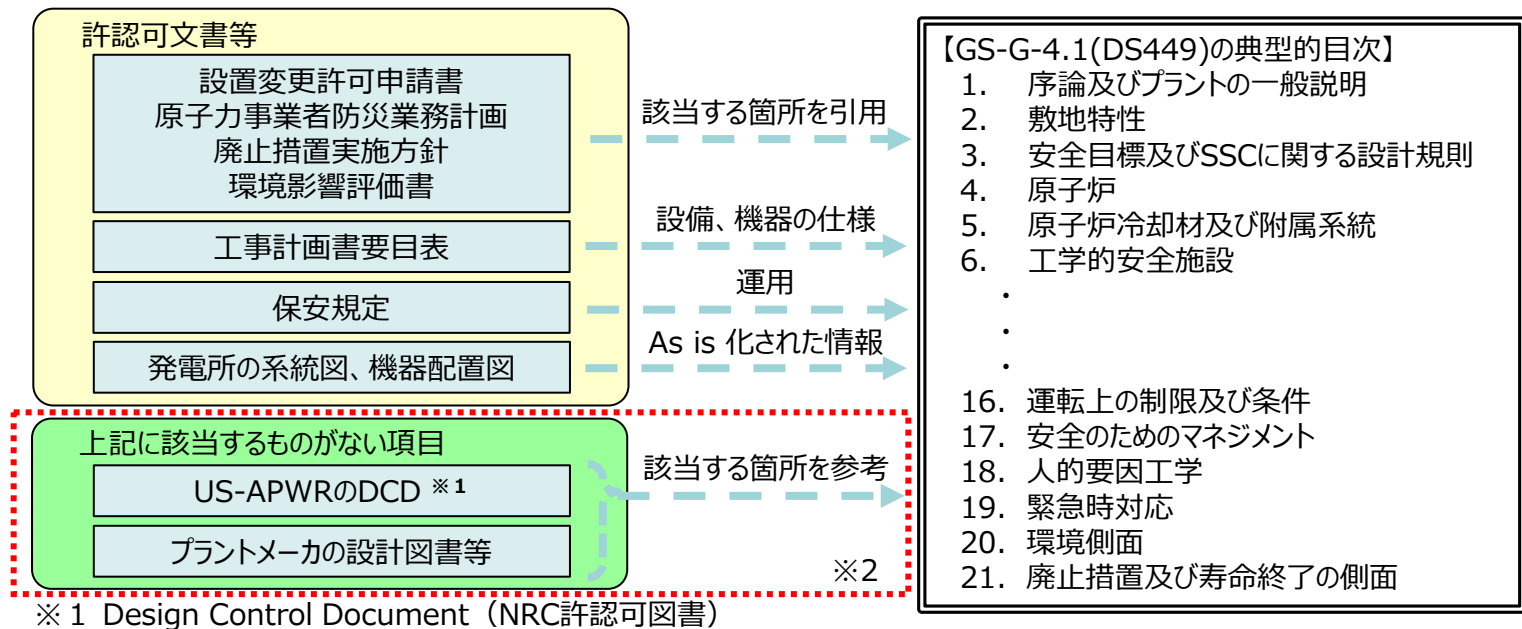 許認可文書等
設置変更許可申請書
原子力事業者防災業務計画
廃止措置実施方針
環境影響評価書
工事計画書要目表
保安規定
発電所の系統図、機器配置図
該当する箇所を引用
設備、機器の仕様
運用
As is 化された情報
上記に該当するものがない項目
US-APWRのDCD ※1
プラントメーカの設計図書等
該当する箇所を参考
※2
※1 Design Control Document（NRC許認可図書）
【GS-G-4.1(DS449)の典型的目次】
1. 序論及びプラントの一般説明
2. 敷地特性
3. 安全目標及びSSCに関する設計規則
4. 原子炉
5. 原子炉冷却材及び附属系統
6. 工学的安全施設
・
・
・
16. 運転上の制限及び条件
17. 安全のためのマネジメント
18. 人的要因工学
19. 緊急時対応
20. 環境側面
21. 廃止措置及び寿命終了の側面